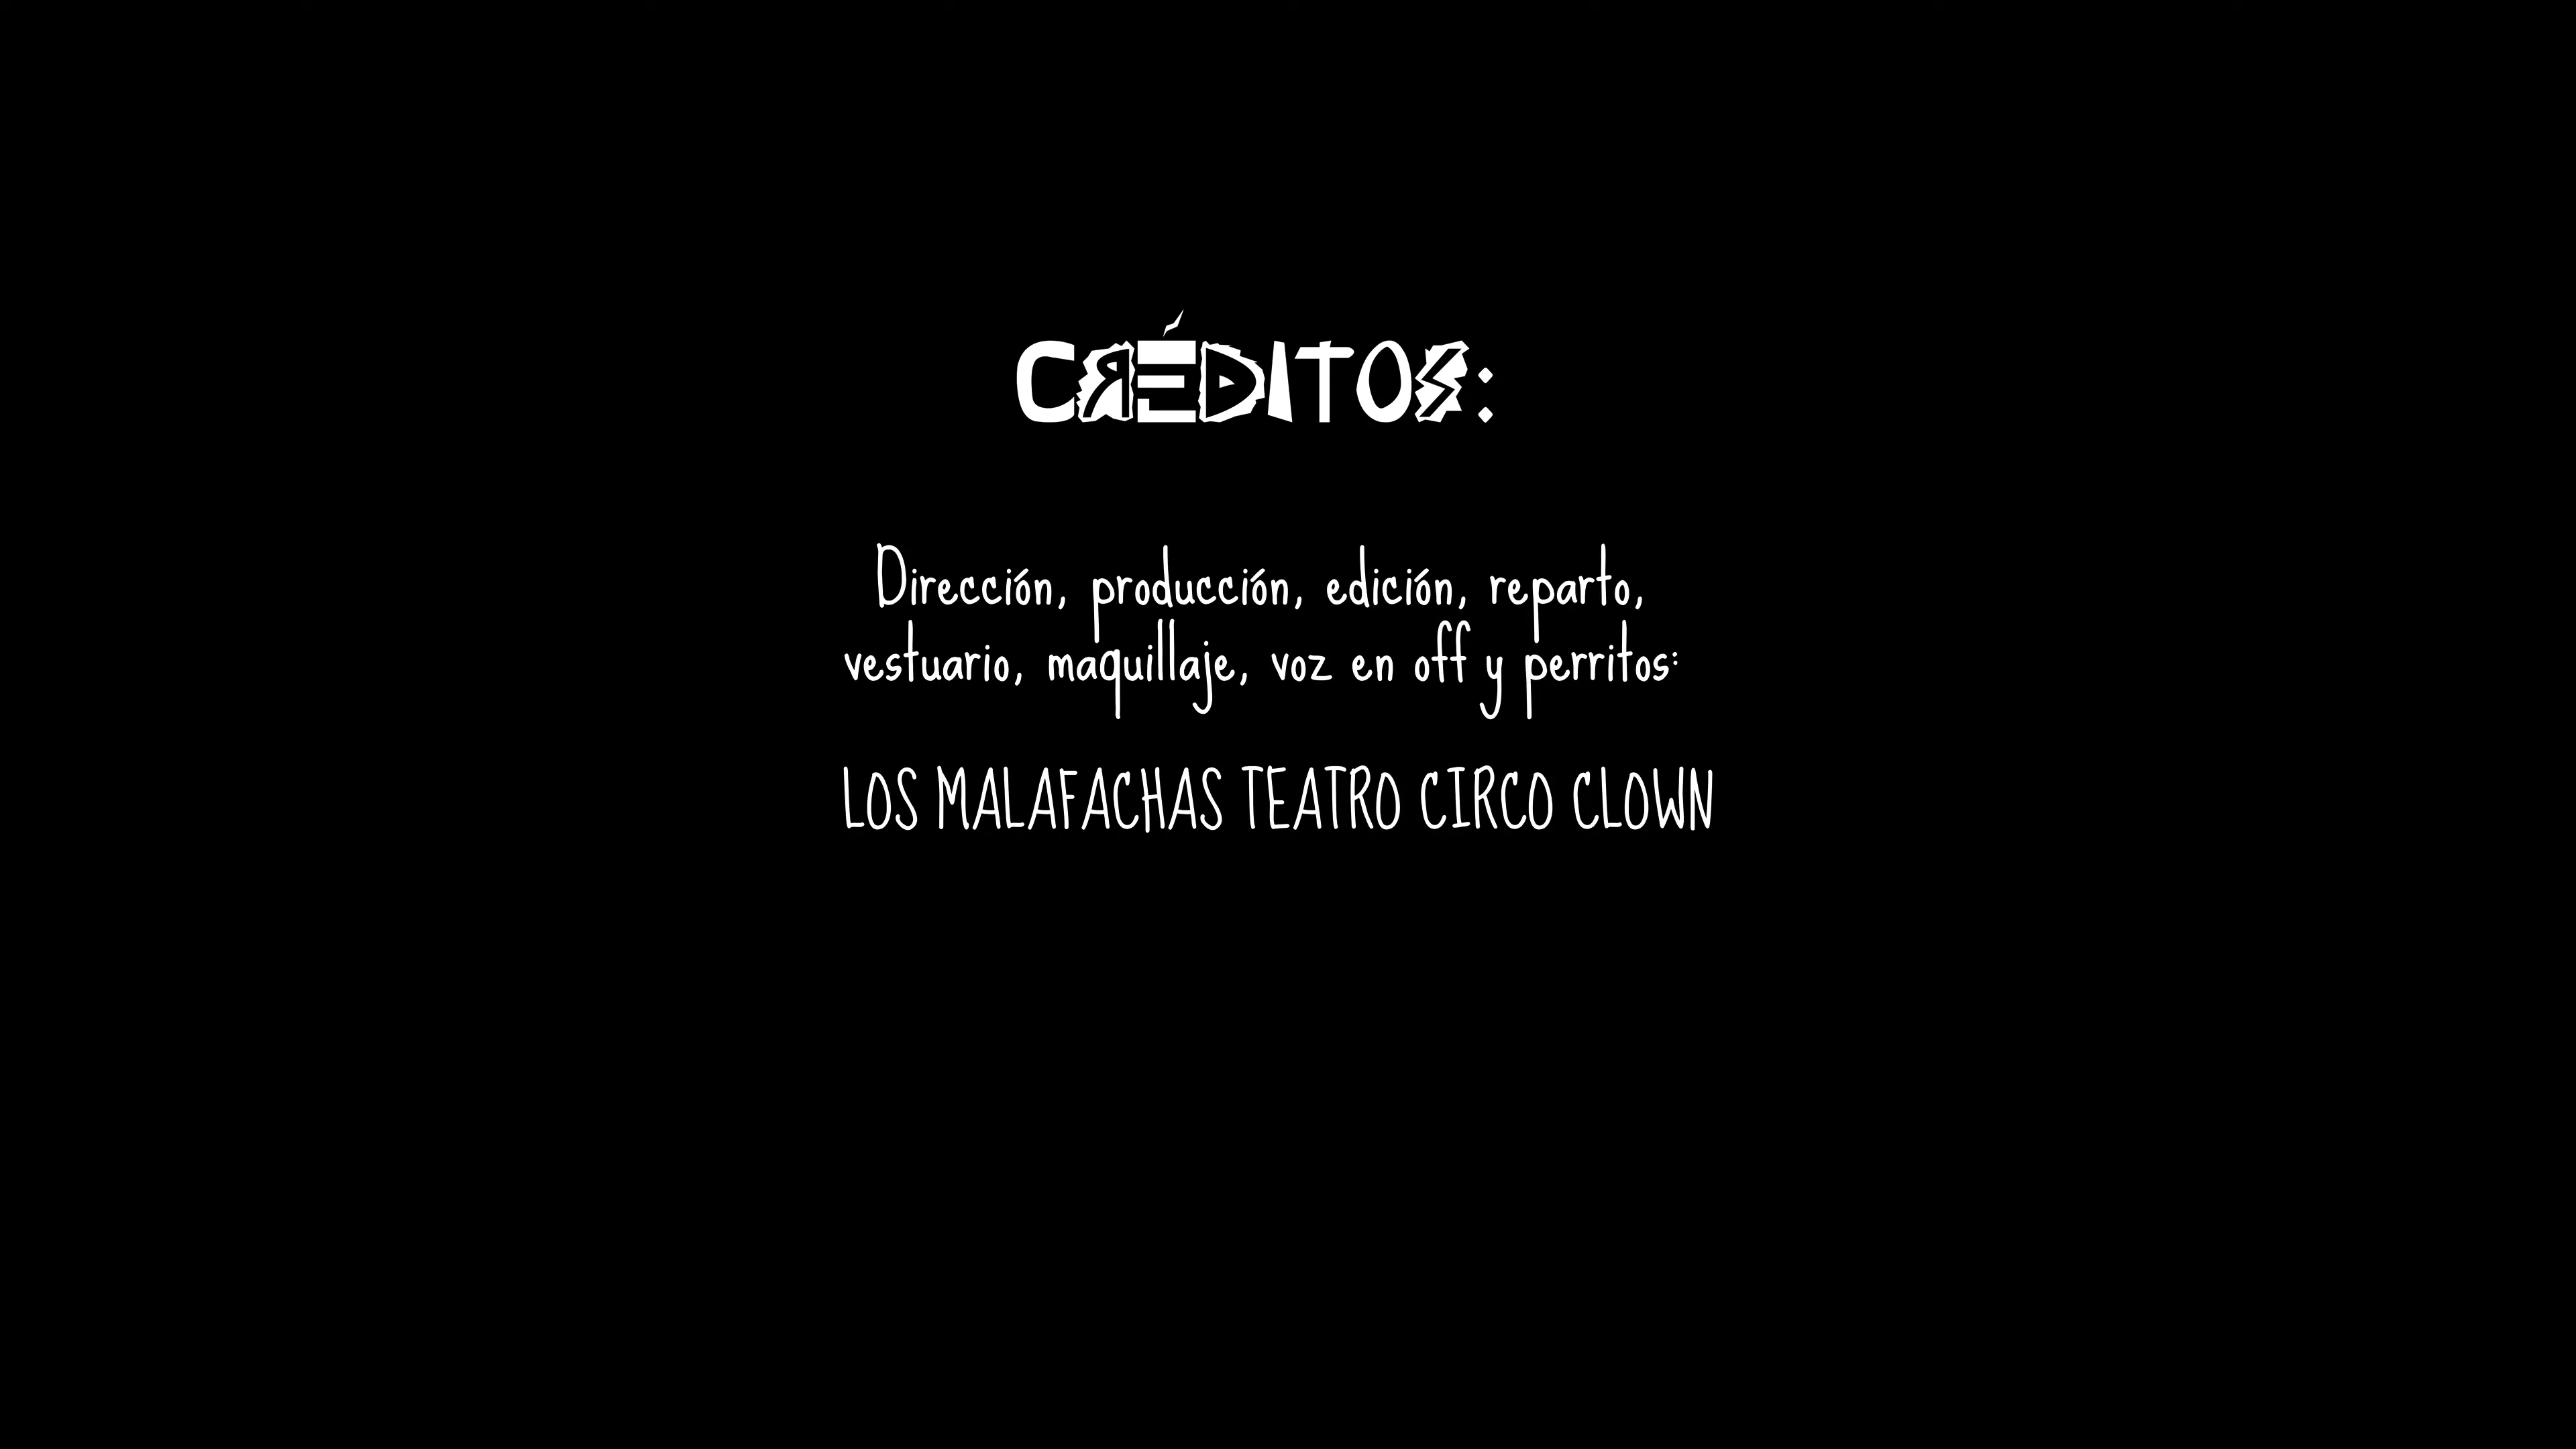 CRÉDITOS:
Dirección, producción, edición, reparto,
vestuario, maquillaje, voz en off y perritos:
LOS MALAFACHAS TEATRO CIRCO CLOWN